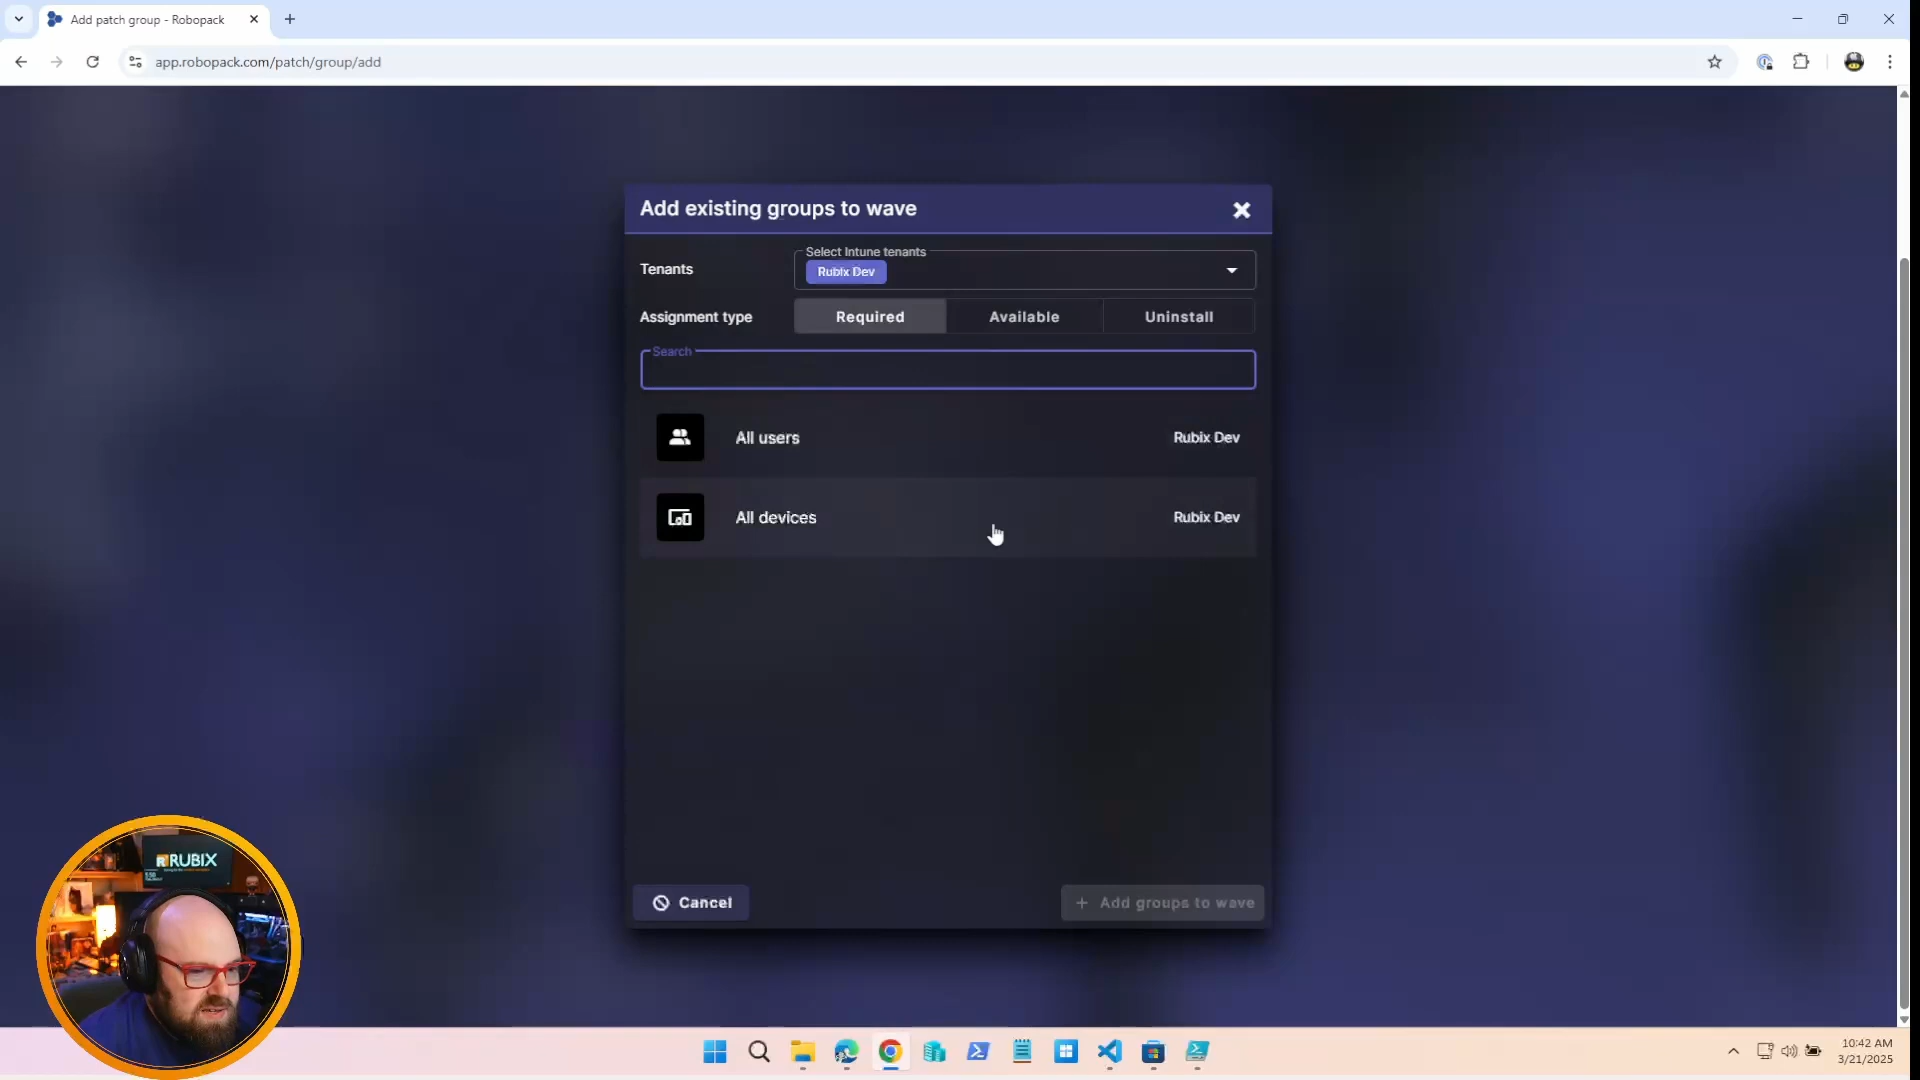 Add patch group - Robopack
app.robopack.com/patch/group/add
Add existing groups to wave
Tenants
Select Intune tenants
Rubix Dev
Assignment type
Required
Available
Uninstall
Search
All users
Rubix Dev
All devices
Rubix Dev
Cancel
+ Add groups to wave
RUBIX
10:42 AM
3/21/2025